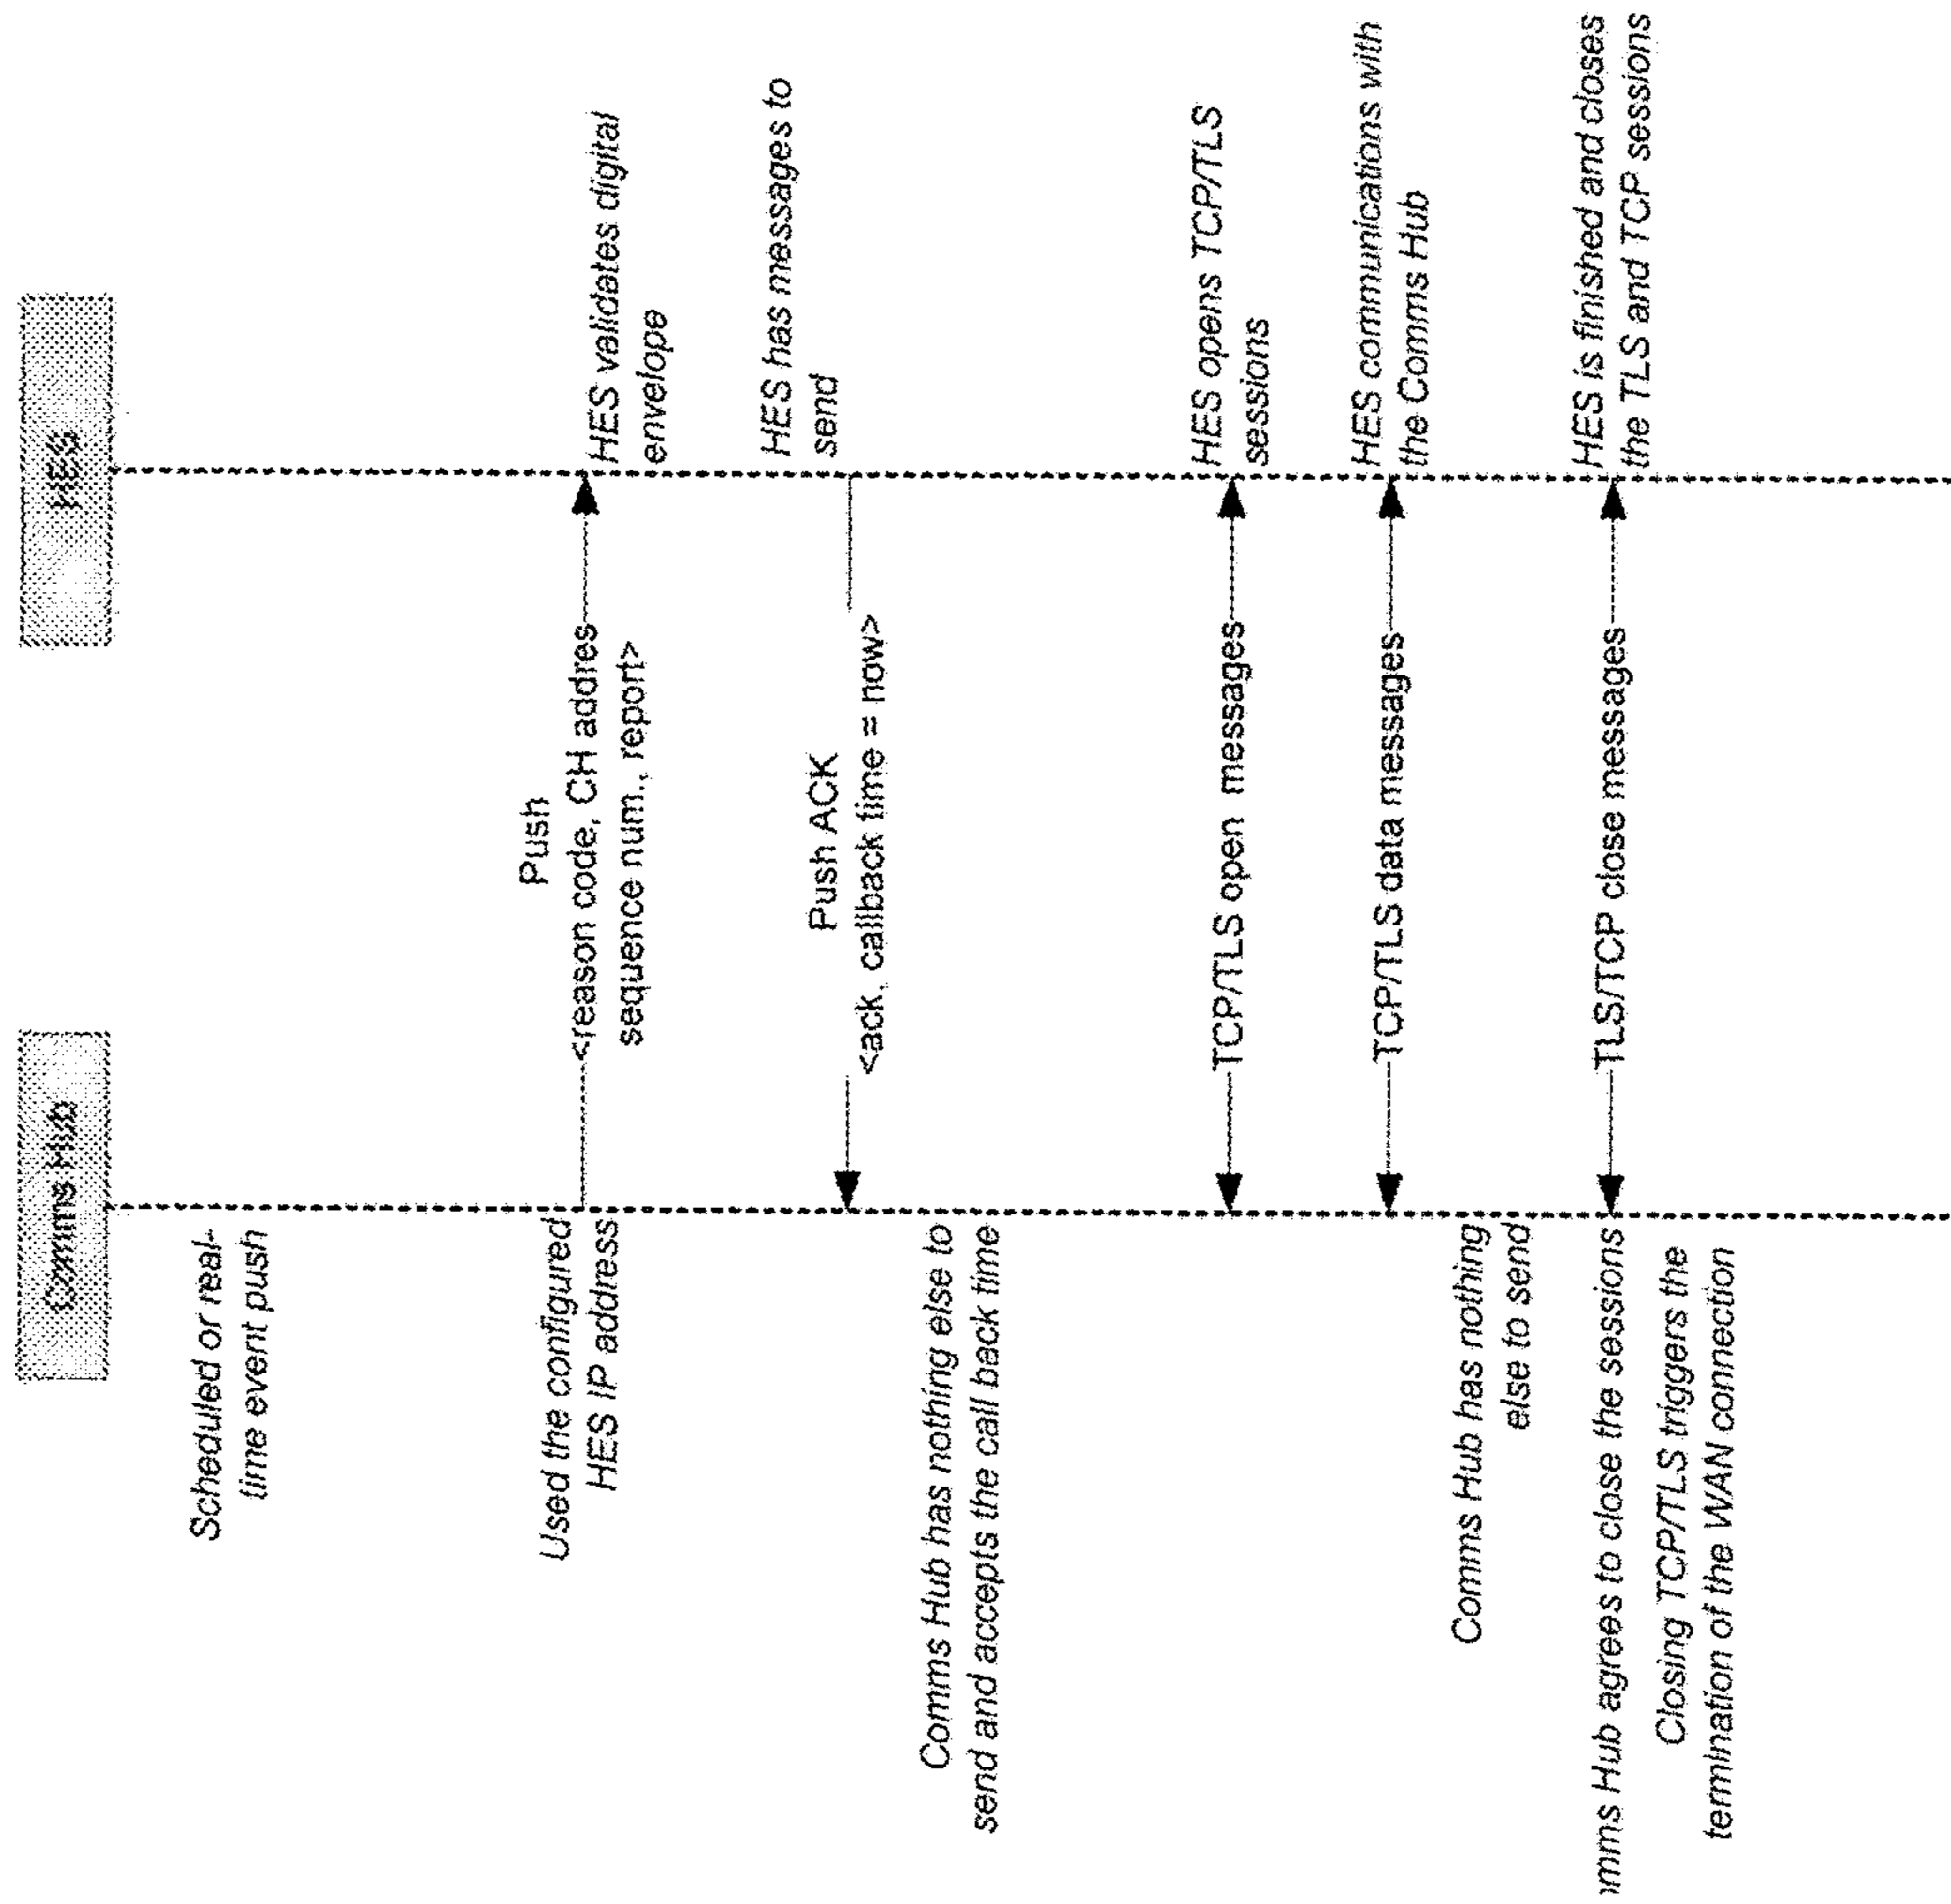 Comms Hub
HES
Scheduled or real-
time event push
Used the configured
HES IP address
Push
<reason code, CH addres
sequence num., report>
HES validates digital
envelope
HES has messages to
send
Push ACK
<ack, callback time = now>
Comms Hub has nothing else to
send and accepts the call back time
TCP/TLS open messages
HES opens TCP/TLS
sessions
TCP/TLS data messages
HES communications with
the Comms Hub
Comms Hub has nothing
else to send
mms Hub agrees to close the sessions
TLS/TCP close messages
HES is finished and closes
the TLS and TCP sessions
Closing TCP/TLS triggers the
termination of the WAN connection